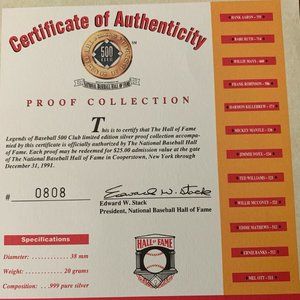 Certificate of Authenticity
500
NATIONAL BASEBALL HALL OF FAME
PROOF COLLECTION
This is to certify that The Hall of Fame
Legends of Baseball 500 Club limited edition silver proof collection accompa-
nied by this certificate is officially authorized by The National Baseball Hall
of Fame. Each proof may be redeemed for $25.00 admission value at the gate
of The National Baseball Hall of Fame in Cooperstown, New York through
December 31, 1991.
# 0808
Edward W. Stack
Edward W. Stack
President, National Baseball Hall of Fame
Specifications
Diameter: 38 mm
Weight: 20 grams
Composition: .999 pure silver
HALL OF FAME
HANK AARON - 755
BABE RUTH - 714
WILLIE MAYS - 660
FRANK ROBINSON - 586
HARMON KILLEBREW - 573
MICKEY MANTLE - 536
JIMMIE FOXX - 534
TED WILLIAMS - 521
WILLIE MCCOVEY - 521
EDDIE MATHEWS - 512
ERNIE BANKS - 512
MEL OTT - 511